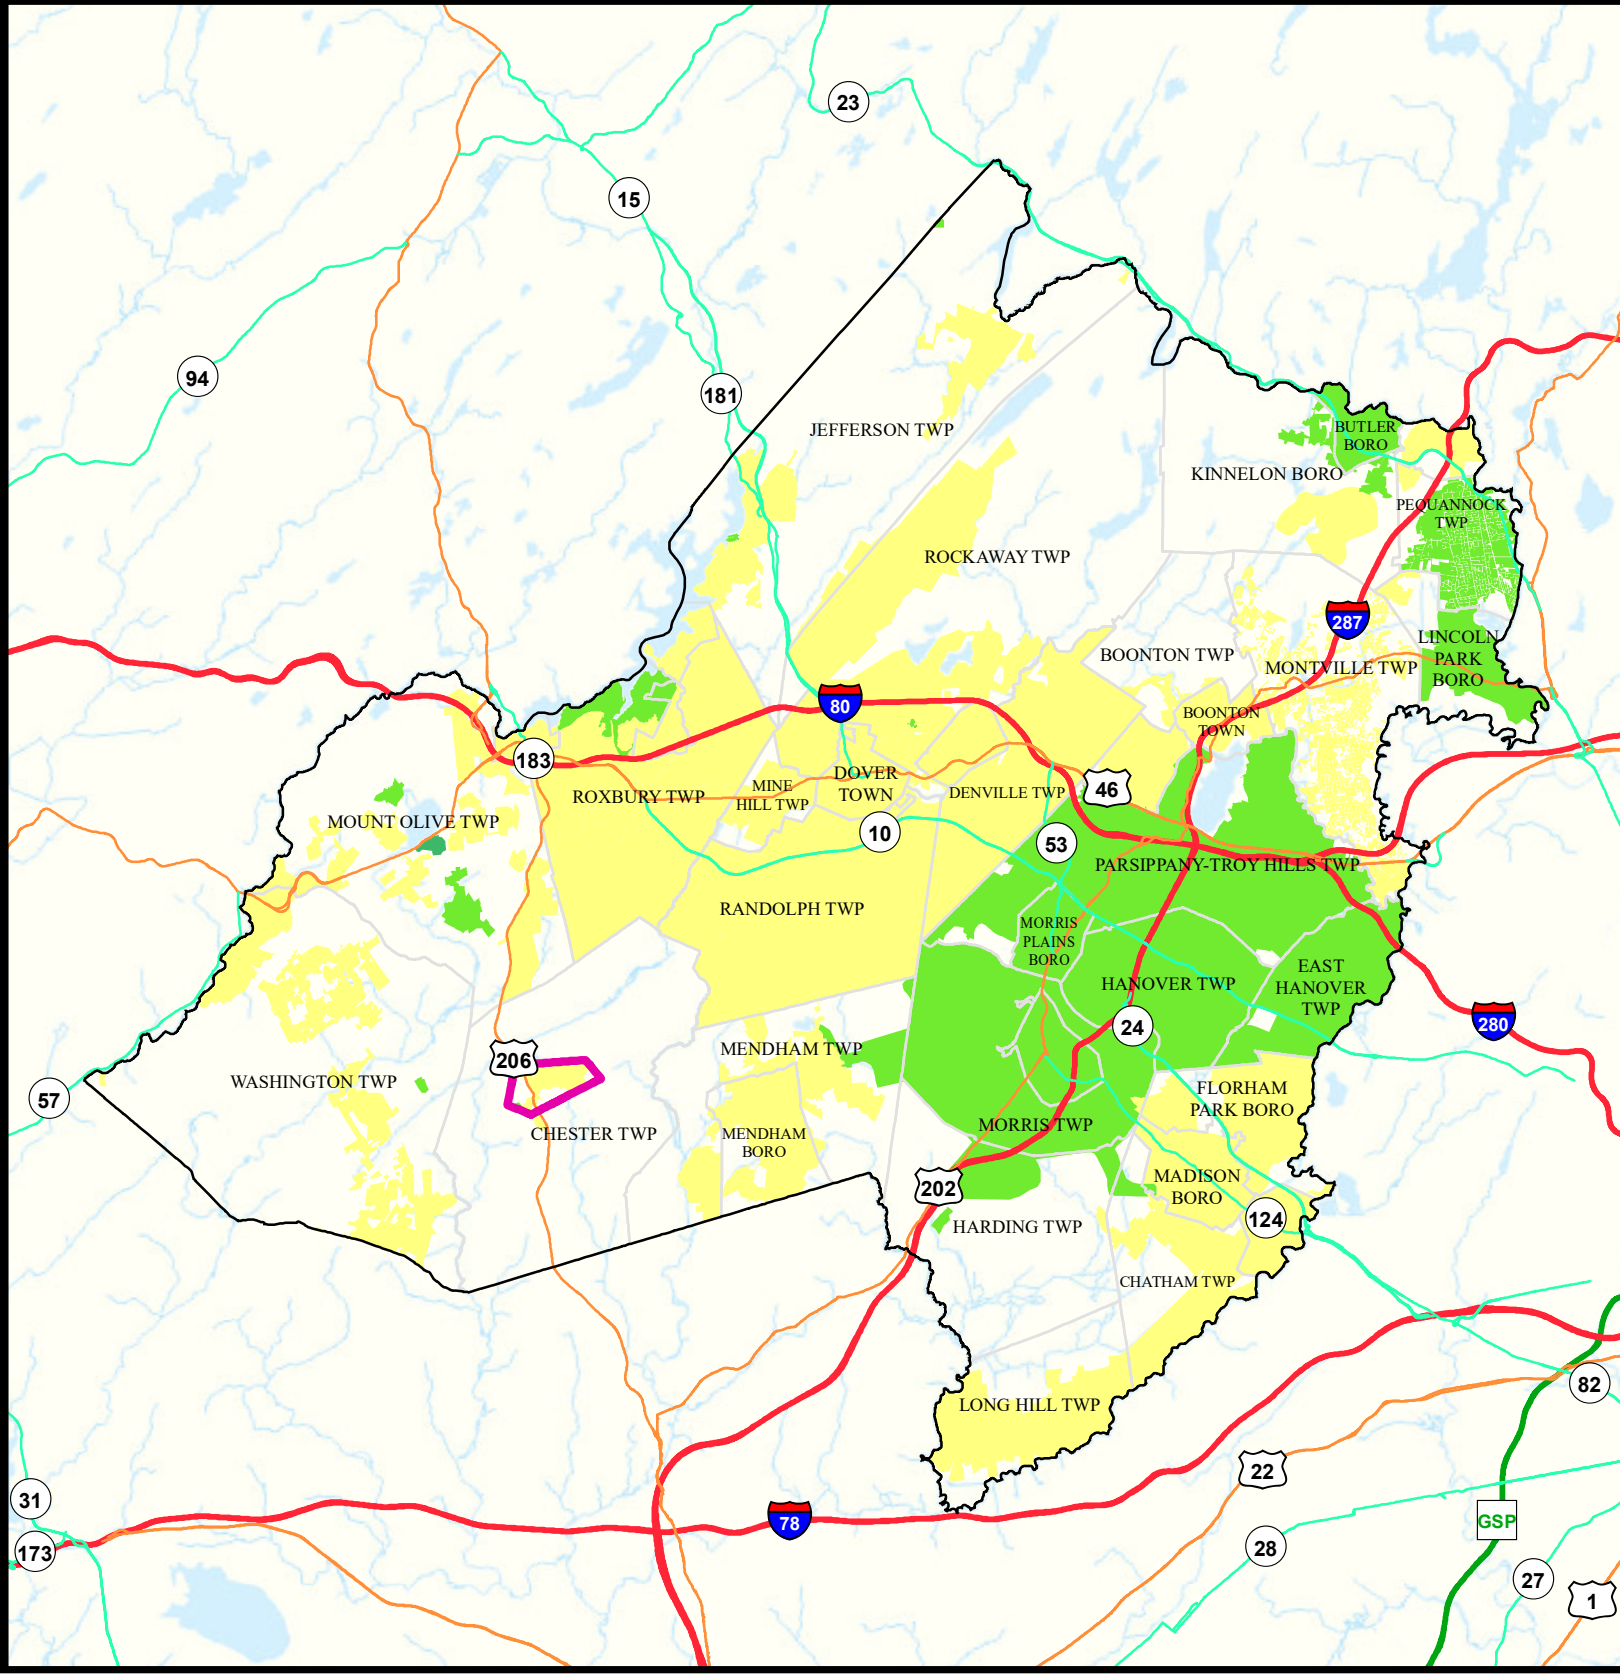 23
15
94
181
JEFFERSON TWP
BUTLER
BORO
KINNELON BORO
PEQUANNOCK
TWP
ROCKAWAY TWP
287
LINCOLN
PARK
BORO
BOONTON TWP
MONTVILLE TWP
80
BOONTON
TOWN
183
DOVER
TOWN
MINE
HILL TWP
ROXBURY TWP
DENVILLE TWP
46
MOUNT OLIVE TWP
10
53
PARSIPPANY-TROY HILLS TWP
RANDOLPH TWP
MORRIS
PLAINS
BORO
EAST
HANOVER
TWP
HANOVER TWP
24
280
MENDHAM TWP
206
WASHINGTON TWP
57
FLORHAM
PARK BORO
MORRIS TWP
CHESTER TWP
MENDHAM
BORO
MADISON
BORO
202
124
HARDING TWP
CHATHAM TWP
82
LONG HILL TWP
22
31
78
GSP
173
28
27
1